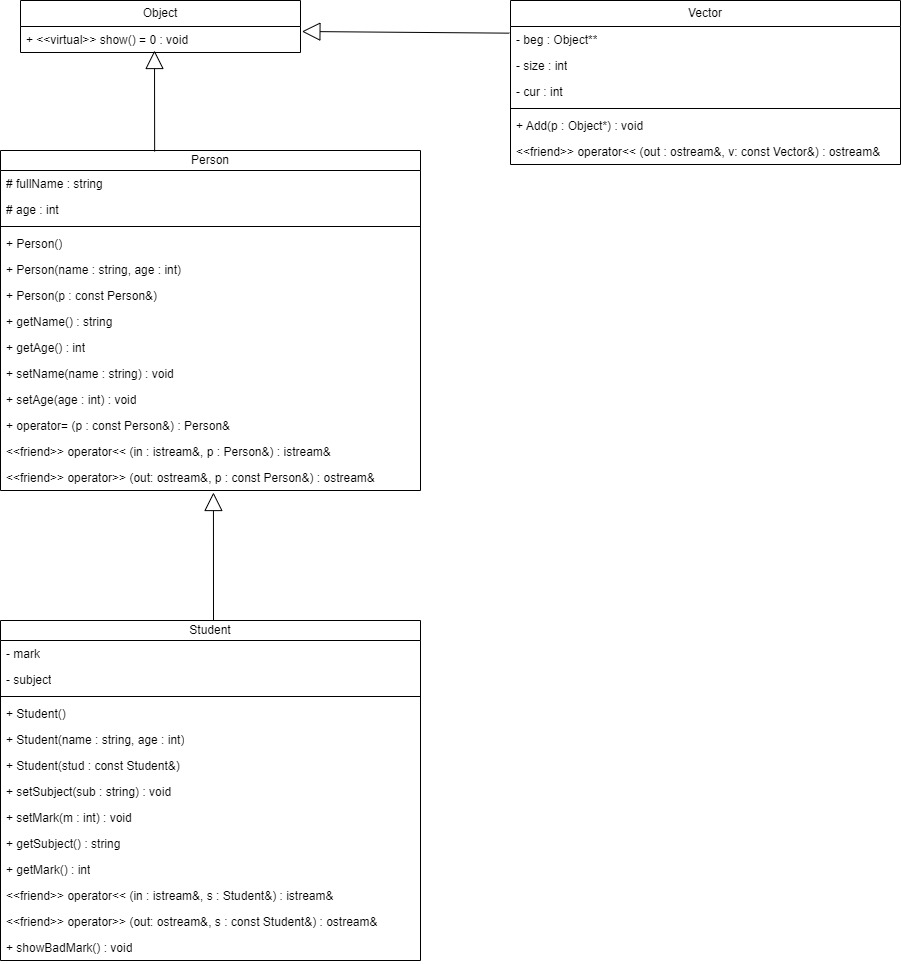 Object
+ <<virtual>> show() = 0 : void
Vector
- beg : Object**
- size : int
- cur : int
+ Add(p : Object*) : void
<<friend>> operator<< (out : ostream&, v: const Vector&) : ostream&
Person
# fullName : string
# age : int
+ Person()
+ Person(name : string, age : int)
+ Person(p : const Person&)
+ getName() : string
+ getAge() : int
+ setName(name : string) : void
+ setAge(age : int) : void
+ operator= (p : const Person&) : Person&
<<friend>> operator<< (in : istream&, p : Person&) : istream&
<<friend>> operator>> (out: ostream&, p : const Person&) : ostream&
Student
- mark
- subject
+ Student()
+ Student(name : string, age : int)
+ Student(stud : const Student&)
+ setSubject(sub : string) : void
+ setMark(m : int) : void
+ getSubject() : string
+ getMark() : int
<<friend>> operator<< (in : istream&, s : Student&) : istream&
<<friend>> operator>> (out: ostream&, s : const Student&) : ostream&
+ showBadMark() : void